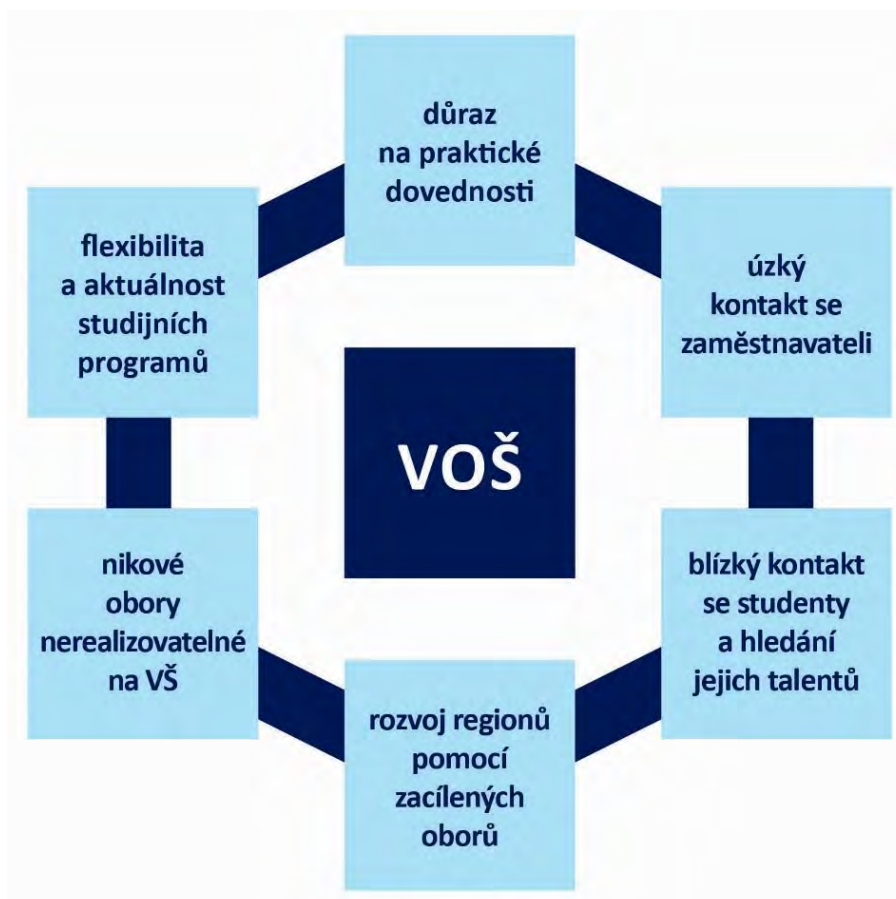 důraz
na praktické
dovednosti
úzký
kontakt se
zaměstnavateli
blízký kontakt
se studenty
a hledání
jejich talentů
rozvoj regionů
pomocí
zacílených
oborů
nikové
obory
nerealizovatelné
na VŠ
flexibilita
a aktuálnost
studijních
programů
VOŠ